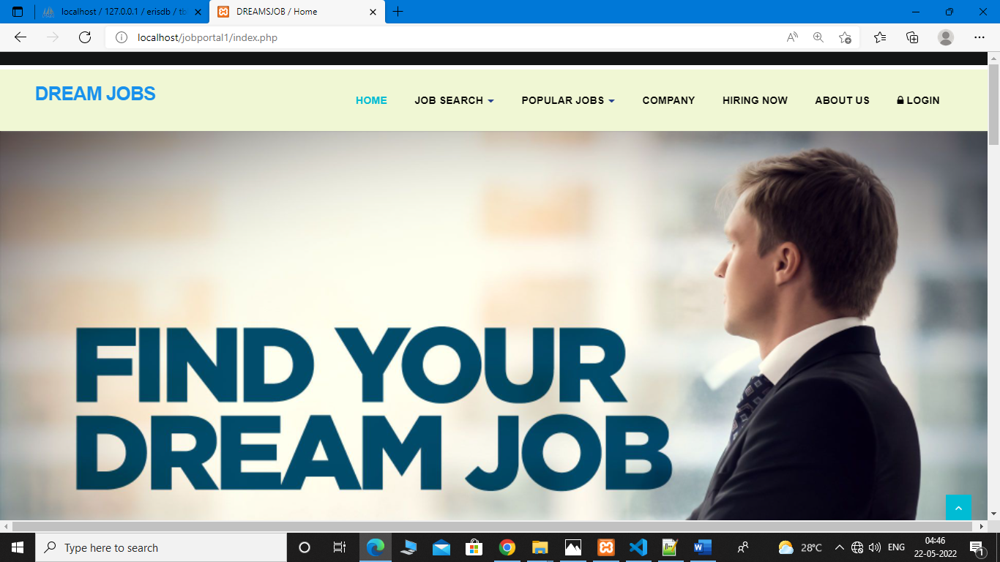 localhost / 127.0.0.1 / erisdb / tb
DREAMSJOB / Home
localhost/jobportal1/index.php
DREAM JOBS
HOME
JOB SEARCH
POPULAR JOBS
COMPANY
HIRING NOW
ABOUT US
LOGIN
FIND YOUR
DREAM JOB
Type here to search
28°C
ENG
04:46
22-05-2022
1